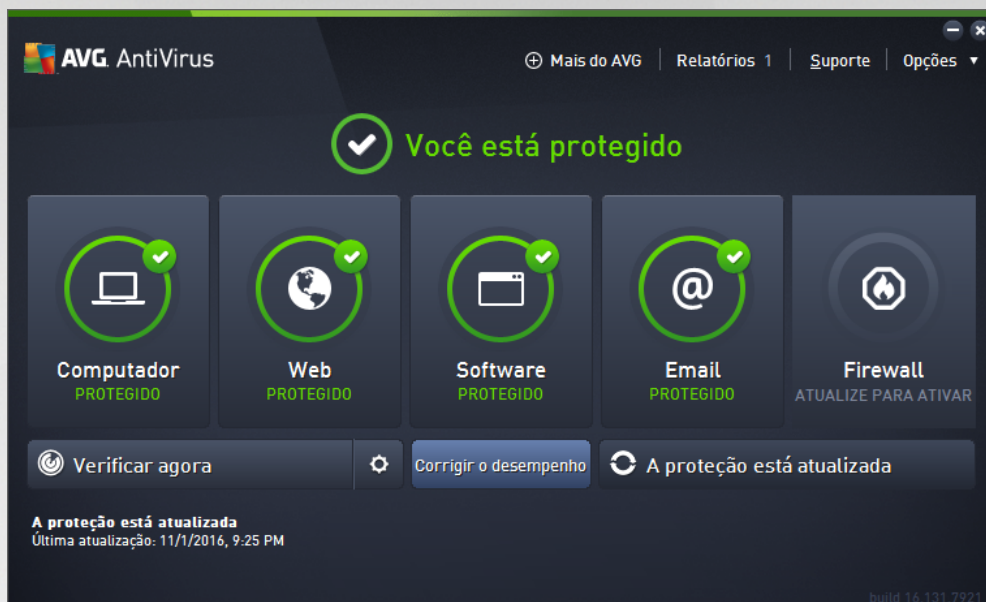 AVG AntiVirus
Mais do AVG
Relatórios 1
Suporte
Opções
Você está protegido
Computador
PROTEGIDO
Web
PROTEGIDO
Software
PROTEGIDO
@
Email
PROTEGIDO
Firewall
ATUALIZE PARA ATIVAR
Verificar agora
Corrigir o desempenho
A proteção está atualizada
A proteção está atualizada
Última atualização: 11/1/2016, 9:25 PM
build 16.131.7921